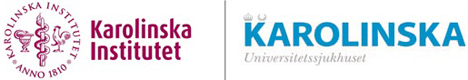 KAROLINSKA INSTITUTET
ANNO 1810
Karolinska
Institutet
KAROLINSKA
Universitetssjukhuset